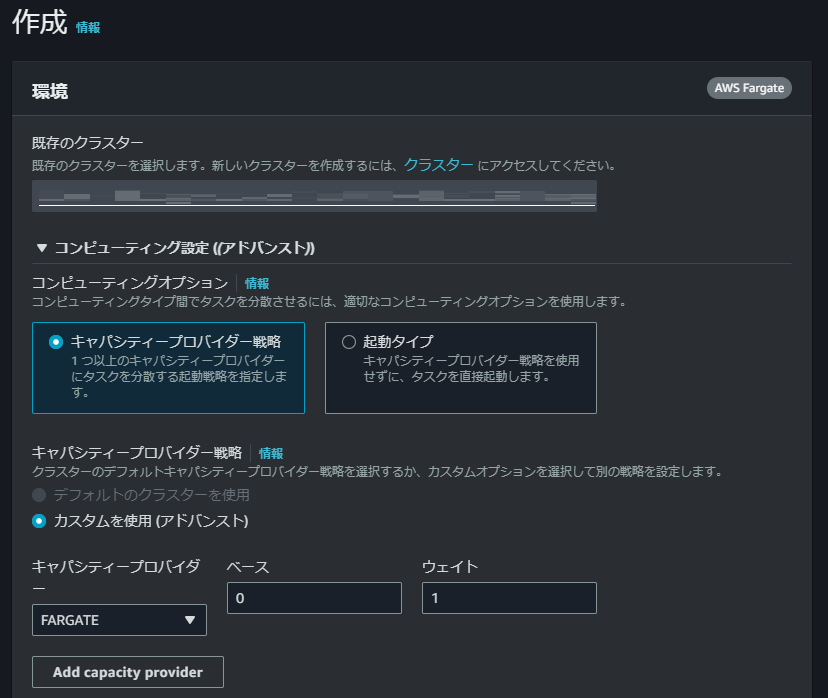 作成 情報
環境
AWS Fargate
既存のクラスター
既存のクラスターを選択します。新しいクラスターを作成するには、クラスター にアクセスしてください。
▼ コンピューティング設定 ((アドバンスト))
コンピューティングオプション 情報
コンピューティングタイプ間でタスクを分散させるには、適切なコンピューティングオプションを使用します。
キャパシティープロバイダー戦略
1 つ以上のキャパシティープロバイダー
にタスクを分散する起動戦略を指定しま
す。
起動タイプ
キャパシティープロバイダー戦略を使用
せずに、タスクを直接起動します。
キャパシティープロバイダー戦略 情報
クラスターのデフォルトキャパシティープロバイダー戦略を選択するか、カスタムオプションを選択して別の戦略を設定します。
デフォルトのクラスターを使用
カスタムを使用 (アドバンスト)
キャパシティープロバイダ
ー
FARGATE
ベース
0
ウェイト
1
Add capacity provider